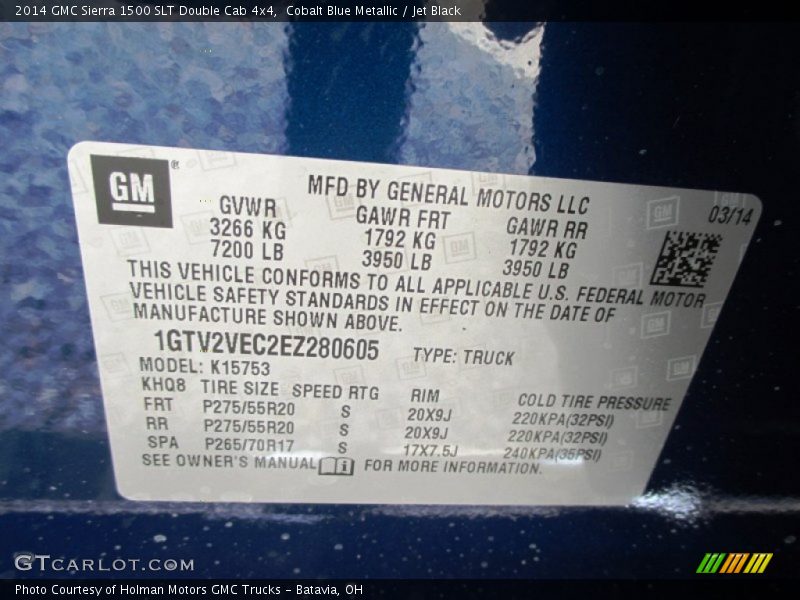 2014 GMC Sierra 1500 SLT Double Cab 4x4, Cobalt Blue Metallic / Jet Black
GM®
MFD BY GENERAL MOTORS LLC
03/14
GVWR GAWR FRT GAWR RR
3266 KG 1792 KG 1792 KG
7200 LB 3950 LB 3950 LB
THIS VEHICLE CONFORMS TO ALL APPLICABLE U.S. FEDERAL MOTOR
VEHICLE SAFETY STANDARDS IN EFFECT ON THE DATE OF
MANUFACTURE SHOWN ABOVE.
1GTV2VEC2EZ280605 TYPE: TRUCK
MODEL: K15753
KHQ8 TIRE SIZE SPEED RTG RIM COLD TIRE PRESSURE
FRT P275/55R20 S 20X9J 220KPA(32PSI)
RR P275/55R20 S 20X9J 220KPA(32PSI)
SPA P265/70R17 S 17X7.5J 240KPA(35PSI)
SEE OWNER'S MANUAL FOR MORE INFORMATION.
GTCARLOT.COM
Photo Courtesy of Holman Motors GMC Trucks - Batavia, OH